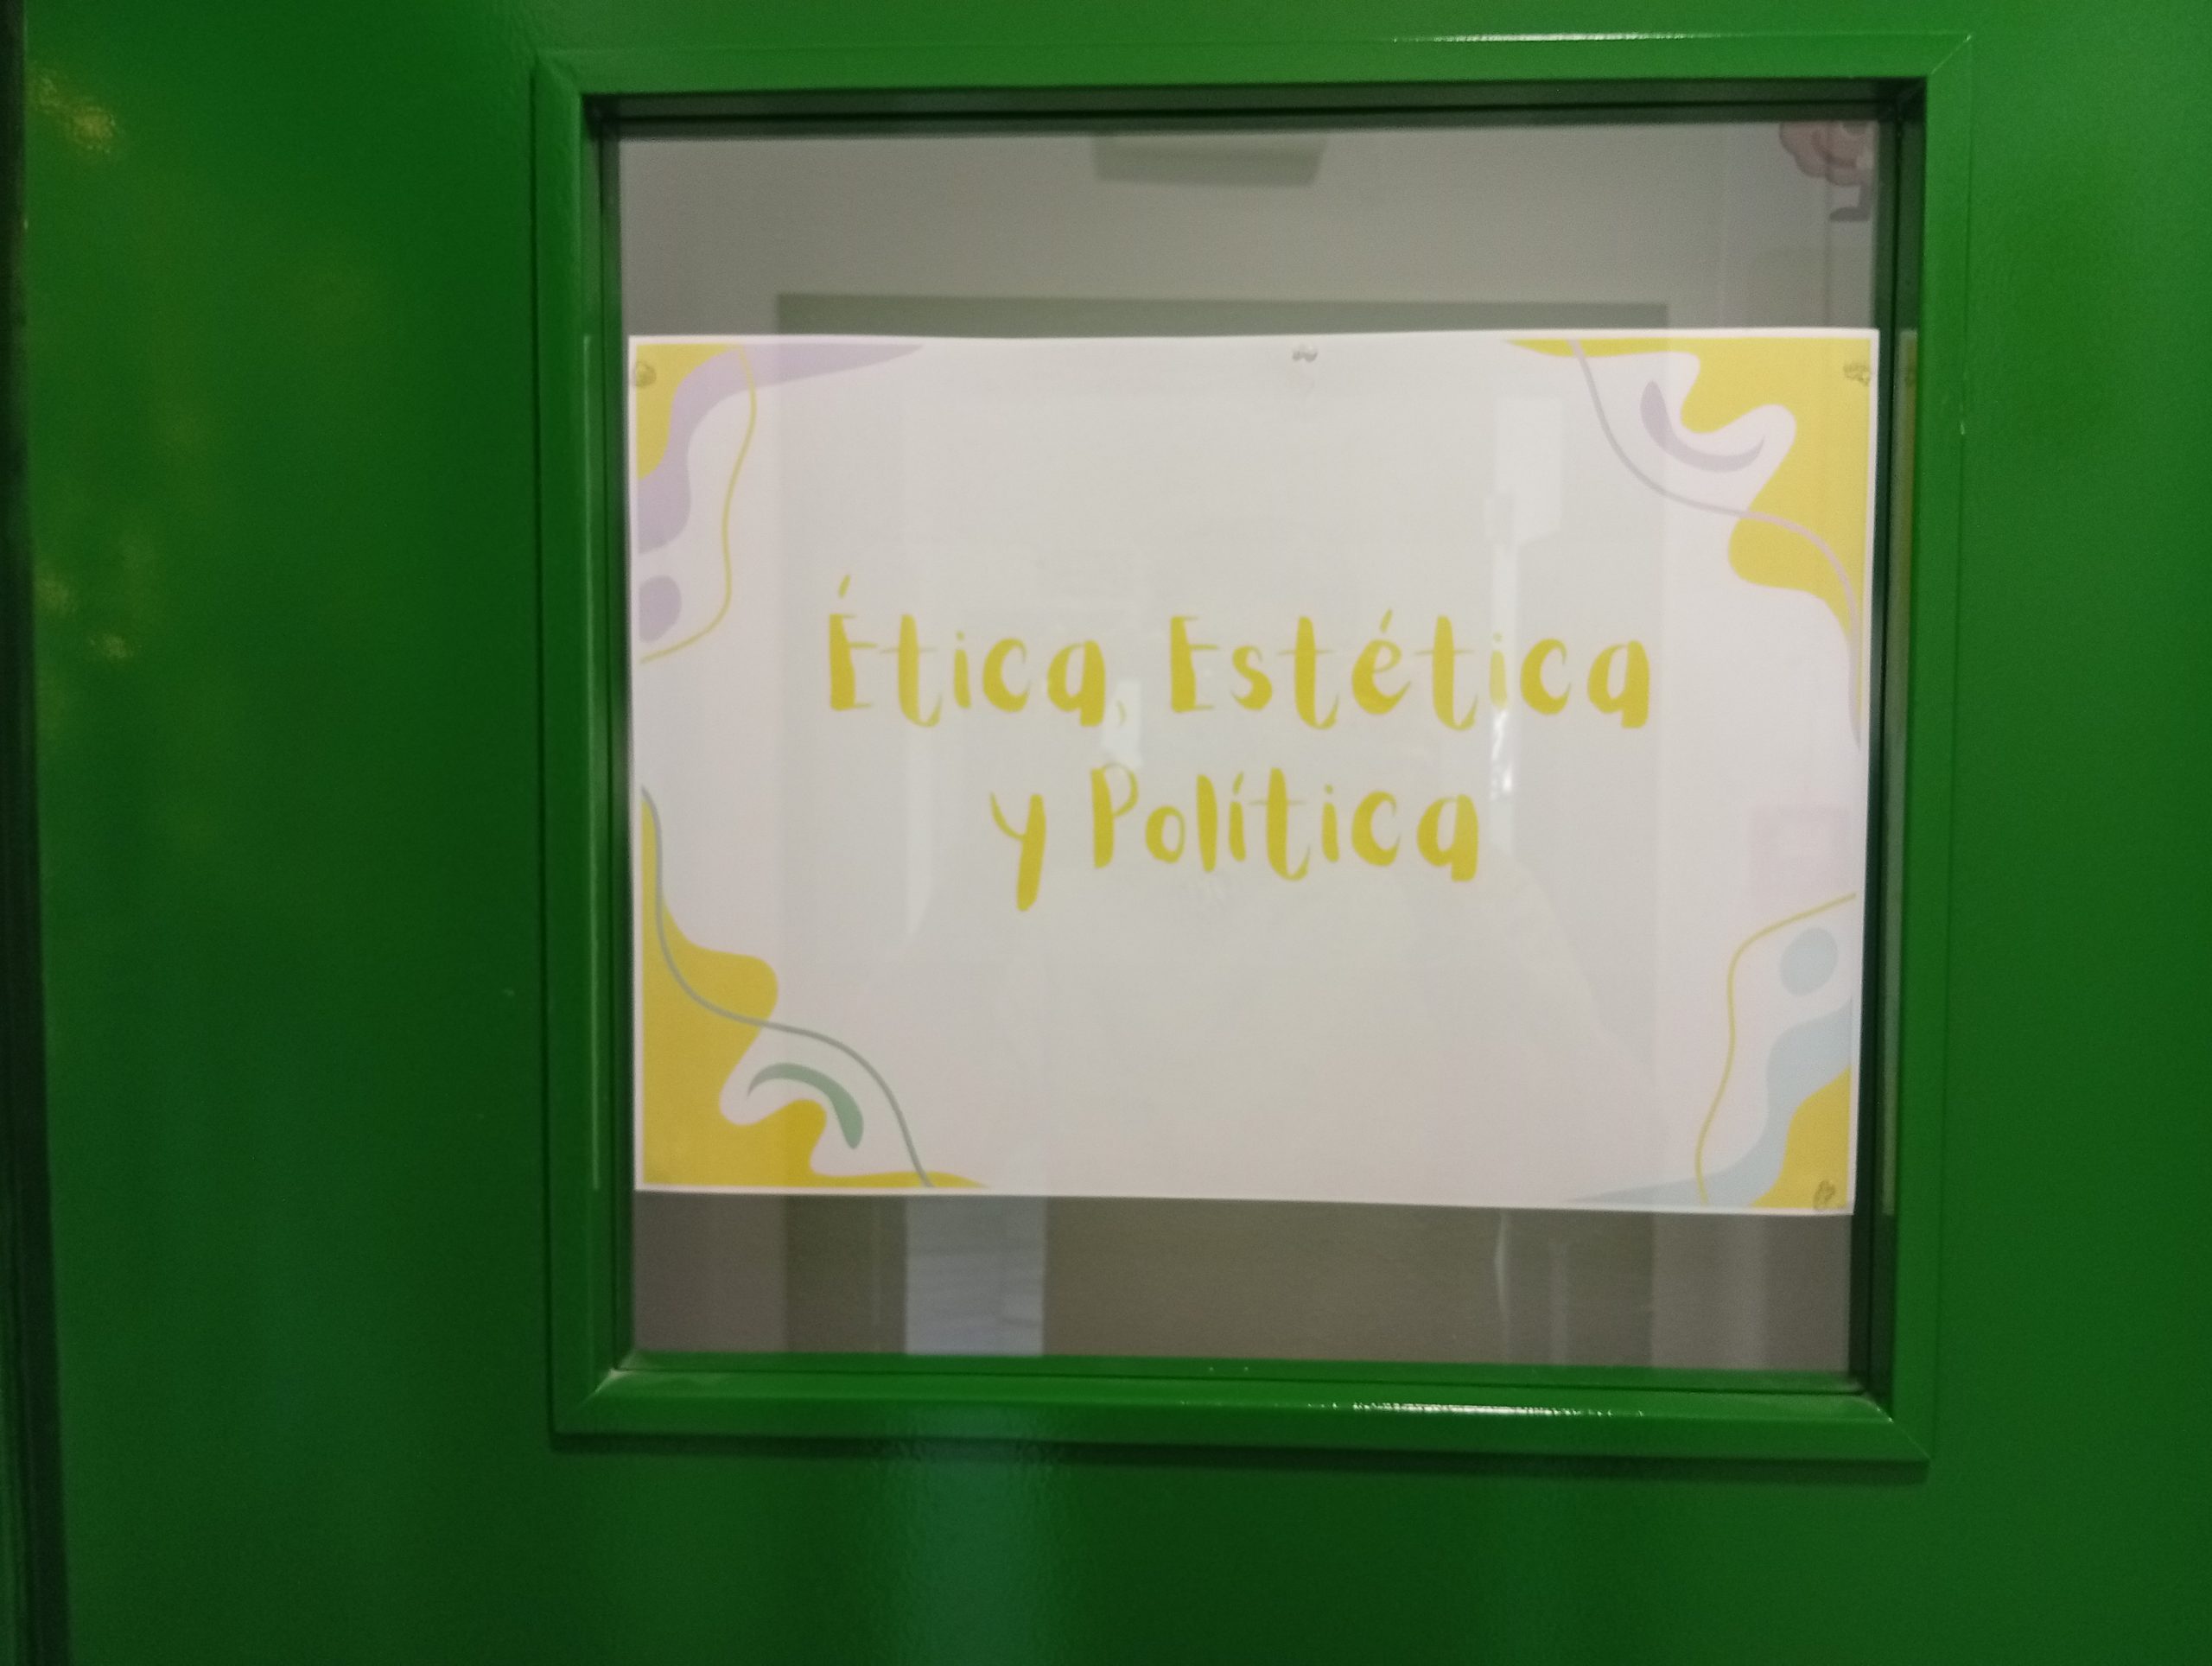 Ética, Estética
y Política